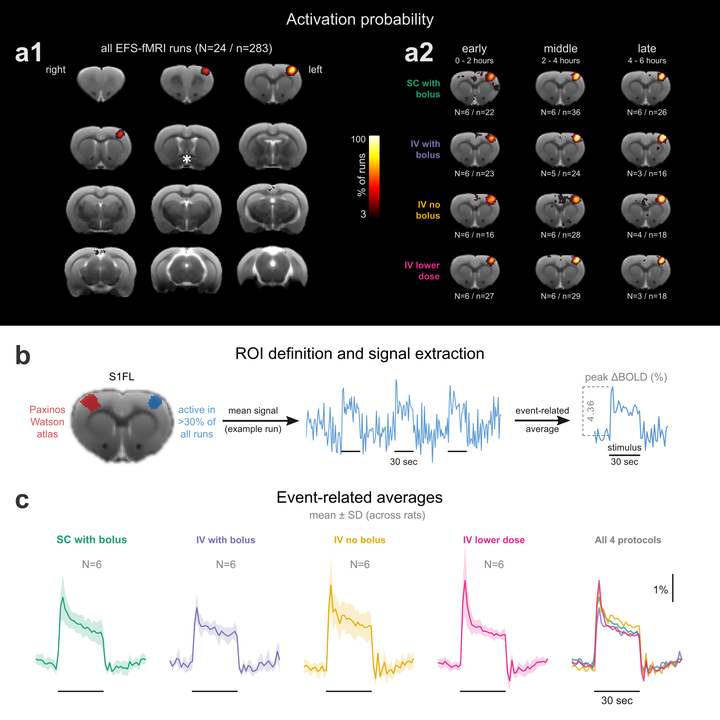 Activation probability
a1
all EFS-fMRI runs (N=24 / n=283)
right
left
*
100
% of runs
3
a2
early
0 - 2 hours
middle
2 - 4 hours
late
4 - 6 hours
SC with
bolus
N=6 / n=22
N=6 / n=36
N=6 / n=26
IV with
bolus
N=6 / n=23
N=5 / n=24
N=3 / n=16
IV no
bolus
N=6 / n=16
N=6 / n=28
N=4 / n=18
IV lower
dose
N=6 / n=27
N=6 / n=29
N=3 / n=18
b
ROI definition and signal extraction
S1FL
Paxinos
Watson
atlas
active in
>30% of
all runs
mean signal
(example run)
30 sec
event-related
average
peak ΔBOLD (%)
4.36
stimulus
30 sec
c
Event-related averages
mean ± SD (across rats)
SC with bolus
N=6
IV with bolus
N=6
IV no bolus
N=6
IV lower dose
N=6
All 4 protocols
1%
30 sec